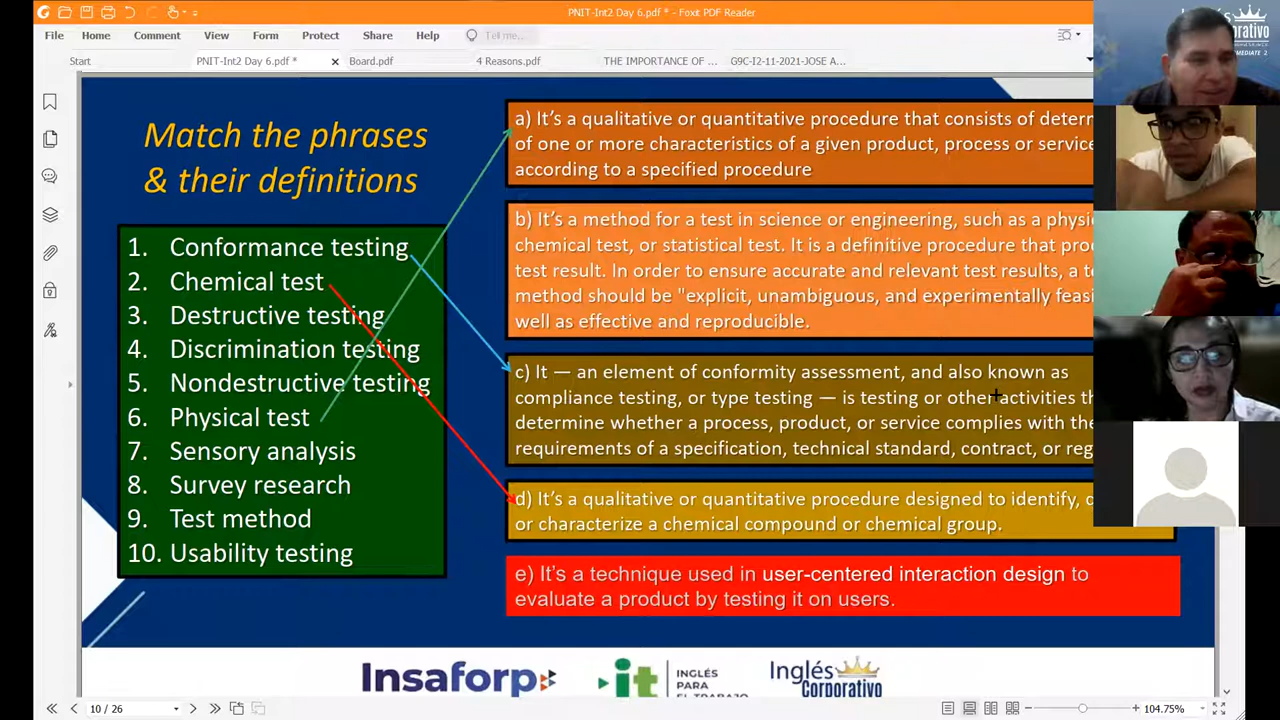 PNIT-Int2 Day 6.pdf * - Foxit PDF Reader
File Home Comment View Form Protect Share Help Tell me...
Start PNIT-Int2 Day 6.pdf * Board.pdf 4 Reasons.pdf THE IMPORTANCE OF ... G9C-I2-11-2021-JOSE A...
Match the phrases
& their definitions
1. Conformance testing
2. Chemical test
3. Destructive testing
4. Discrimination testing
5. Nondestructive testing
6. Physical test
7. Sensory analysis
8. Survey research
9. Test method
10. Usability testing
a) It's a qualitative or quantitative procedure that consists of determ
of one or more characteristics of a given product, process or service
according to a specified procedure
b) It's a method for a test in science or engineering, such as a physi
chemical test, or statistical test. It is a definitive procedure that pro
test result. In order to ensure accurate and relevant test results, a t
method should be "explicit, unambiguous, and experimentally feasi
well as effective and reproducible.
c) It — an element of conformity assessment, and also known as
compliance testing, or type testing — is testing or other activities th
determine whether a process, product, or service complies with the
requirements of a specification, technical standard, contract, or reg
d) It's a qualitative or quantitative procedure designed to identify, q
or characterize a chemical compound or chemical group.
e) It's a technique used in user-centered interaction design to
evaluate a product by testing it on users.
Insaforp
it INGLÉS
PARA
EL TRABAJO
Inglés
Corporativo
10 / 26
104.75%